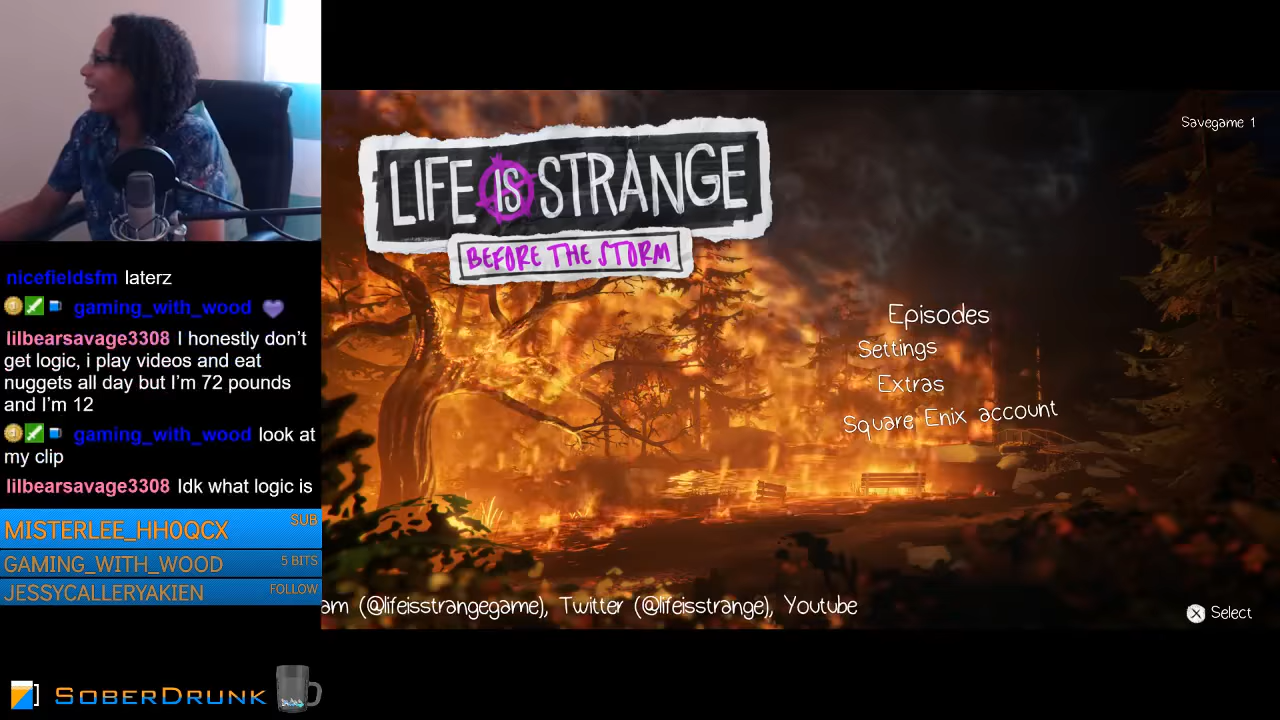 LIFE IS STRANGE
BEFORE THE STORM
Savegame 1
Episodes
Settings
Extras
Square Enix account
am (@lifeisstrangegame), Twitter (@lifeisstrange), Youtube
Select
nicefieldsfm laterz
gaming_with_wood
lilbearsavage3308 I honestly don't
get logic, i play videos and eat
nuggets all day but I'm 72 pounds
and I'm 12
gaming_with_wood look at
my clip
lilbearsavage3308 Idk what logic is
MISTERLEE_HH0QCX SUB
GAMING_WITH_WOOD 5 BITS
JESSYCALLERYAKIEN FOLLOW
SOBERDRUNK